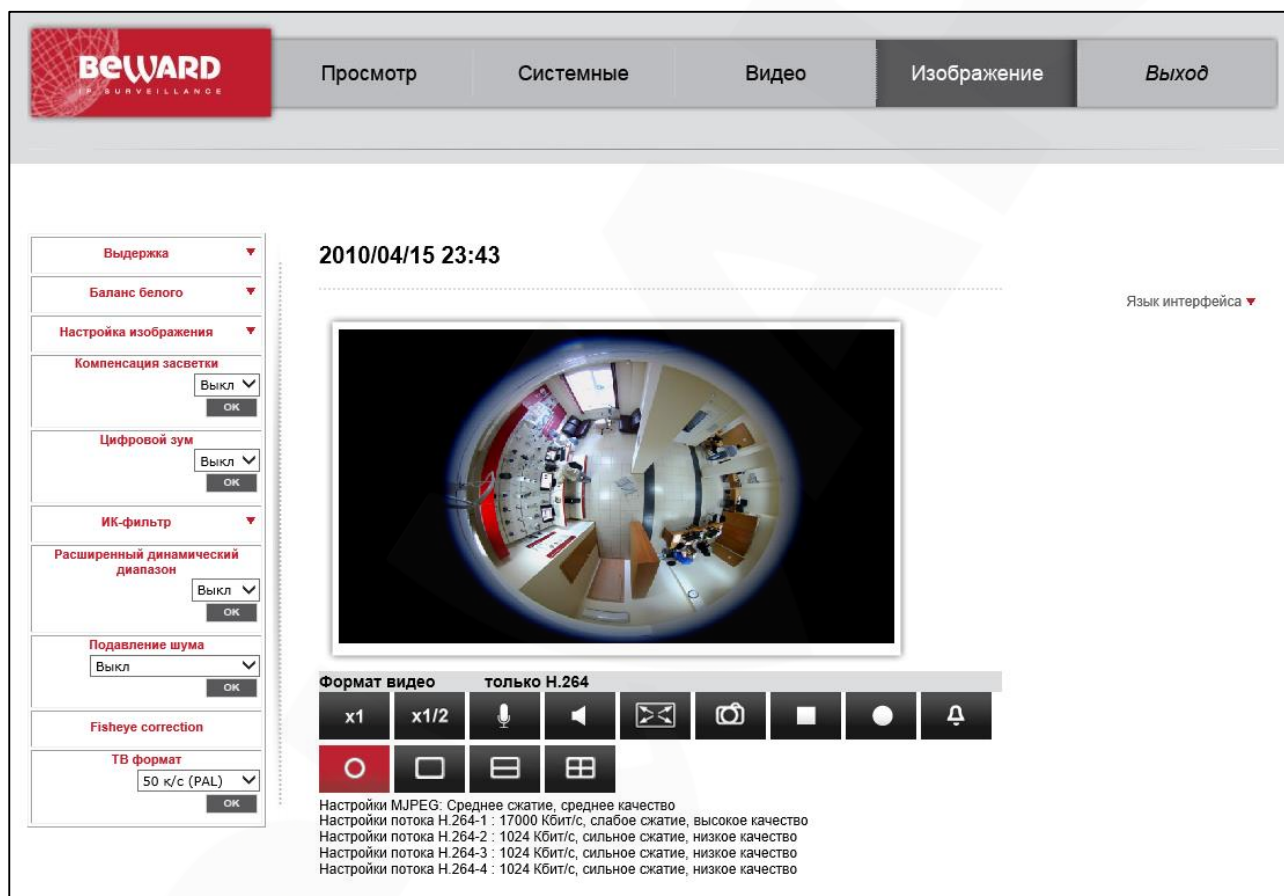 BEWARD
IP SURVEILLANCE
Просмотр
Системные
Видео
Изображение
Выход
Выдержка
Баланс белого
Настройка изображения
Компенсация засветки
Выкл
OK
Цифровой зум
Выкл
OK
ИК-фильтр
Расширенный динамический
диапазон
Выкл
OK
Подавление шума
Выкл
OK
Fisheye correction
ТВ формат
50 к/с (PAL)
OK
2010/04/15 23:43
Язык интерфейса
Формат видео только H.264
x1 x1/2
Настройки MJPEG: Среднее сжатие, среднее качество
Настройки потока H.264-1 : 17000 Кбит/с, слабое сжатие, высокое качество
Настройки потока H.264-2 : 1024 Кбит/с, сильное сжатие, низкое качество
Настройки потока H.264-3 : 1024 Кбит/с, сильное сжатие, низкое качество
Настройки потока H.264-4 : 1024 Кбит/с, сильное сжатие, низкое качество